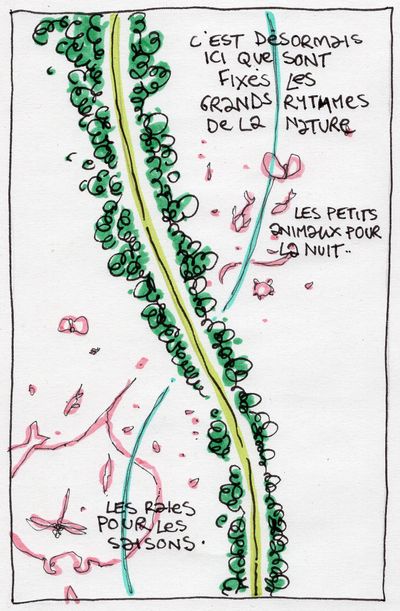 C'EST DÉSORMAIS
ICI QUE SONT
FIXÉS LES
GRANDS RYTHMES
DE LA NATURE
LES PETITS
ANIMAUX POUR
LA NUIT..
LES RAIES
POUR LES
SAISONS.